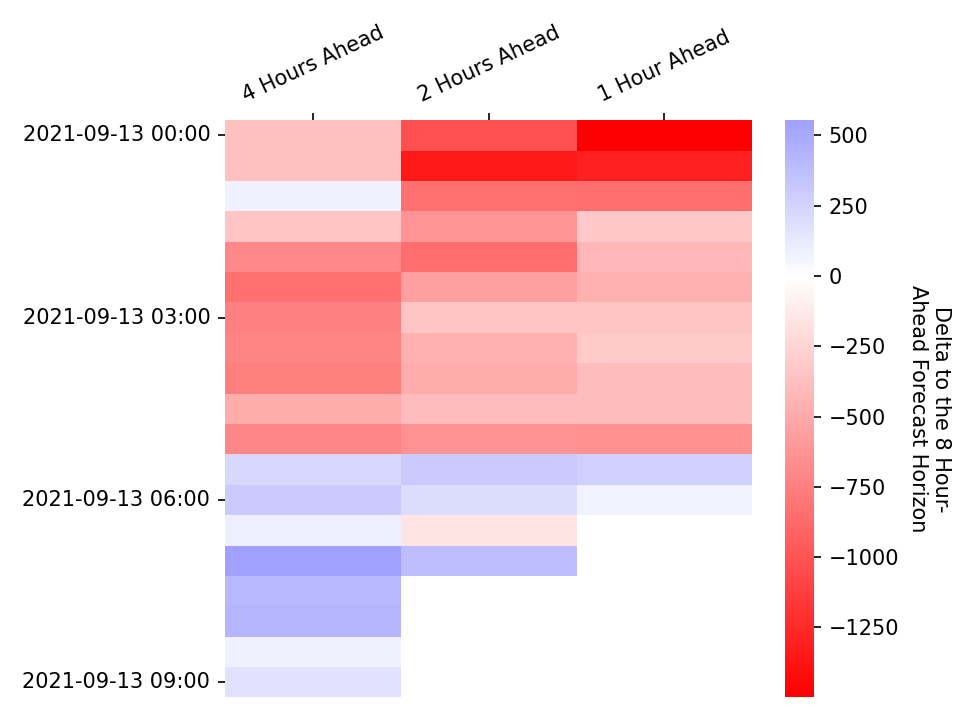 4 Hours Ahead
2 Hours Ahead
1 Hour Ahead
2021-09-13 00:00
2021-09-13 03:00
2021-09-13 06:00
2021-09-13 09:00
500
250
0
−250
−500
−750
−1000
−1250
Delta to the 8 Hour-
Ahead Forecast Horizon